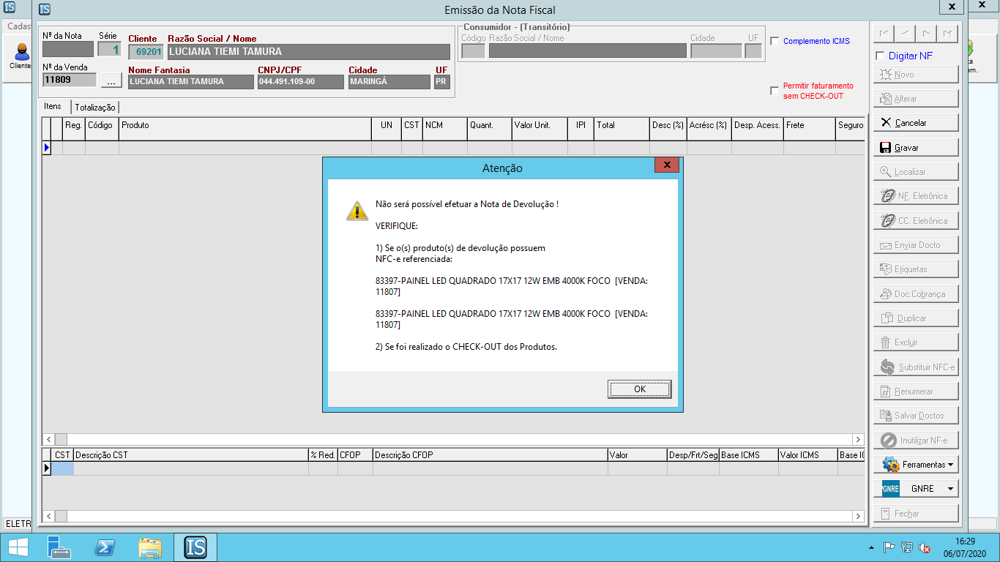 IS
IS
Emissão da Nota Fiscal
X
X
Cadas
Cliente
Nº da Nota
Série
1
Cliente
69201
Razão Social / Nome
LUCIANA TIEMI TAMURA
Nº da Venda
11809
...
Nome Fantasia
LUCIANA TIEMI TAMURA
CNPJ/CPF
044.491.109-00
Cidade
MARINGÁ
UF
PR
Consumidor - (Transitório)
Código Razão Social / Nome
Cidade
UF
Complemento ICMS
Permitir faturamento
sem CHECK-OUT
Digitar NF
Novo
Alterar
Cancelar
Gravar
Localizar
NF. Eletrônica
CC. Eletrônica
Enviar Docto
Etiquetas
Doc.Cobrança
Duplicar
Excluir
Substituir NFC-e
Renumerar
Salvar Doctos
Inutilizar NF-e
Ferramentas
GNRE GNRE
Fechar
Itens
Totalização
Reg. Código Produto UN CST NCM Quant. Valor Unit. IPI Total Desc (%) Acrésc (%) Desp. Acess. Frete Seguro
Atenção
X
Não será possível efetuar a Nota de Devolução !
VERIFIQUE:
1) Se o(s) produto(s) de devolução possuem
NFC-e referenciada:
83397-PAINEL LED QUADRADO 17X17 12W EMB 4000K FOCO [VENDA:
11807]
83397-PAINEL LED QUADRADO 17X17 12W EMB 4000K FOCO [VENDA:
11807]
2) Se foi realizado o CHECK-OUT dos Produtos.
OK
CST Descrição CST % Red. CFOP Descrição CFOP Valor Desp/Frt/Seg Base ICMS Valor ICMS Base IC
ELETR
IS
16:29
06/07/2020